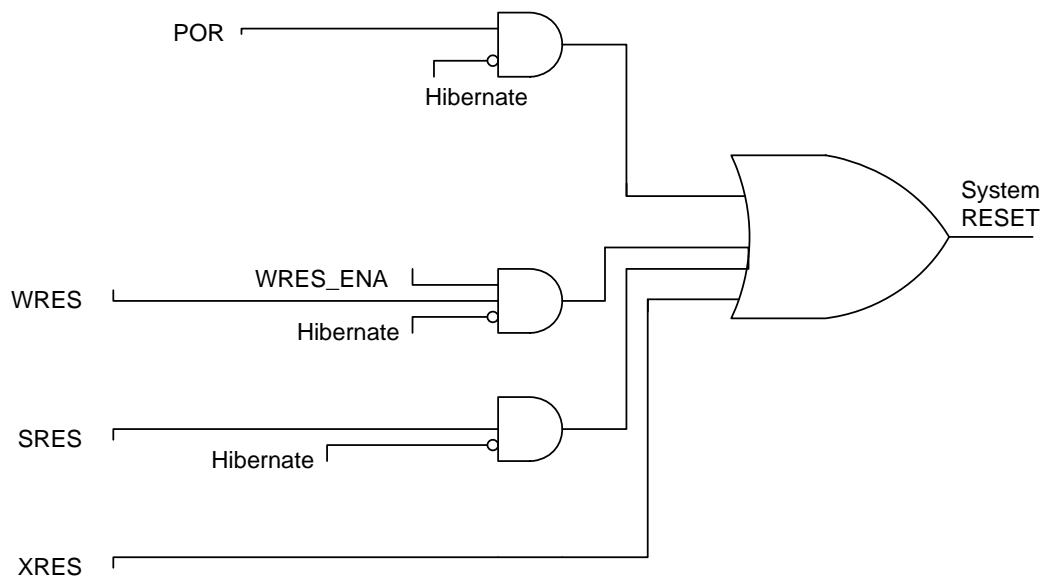 POR
Hibernate
System
RESET
WRES_ENA
WRES
Hibernate
SRES
Hibernate
XRES